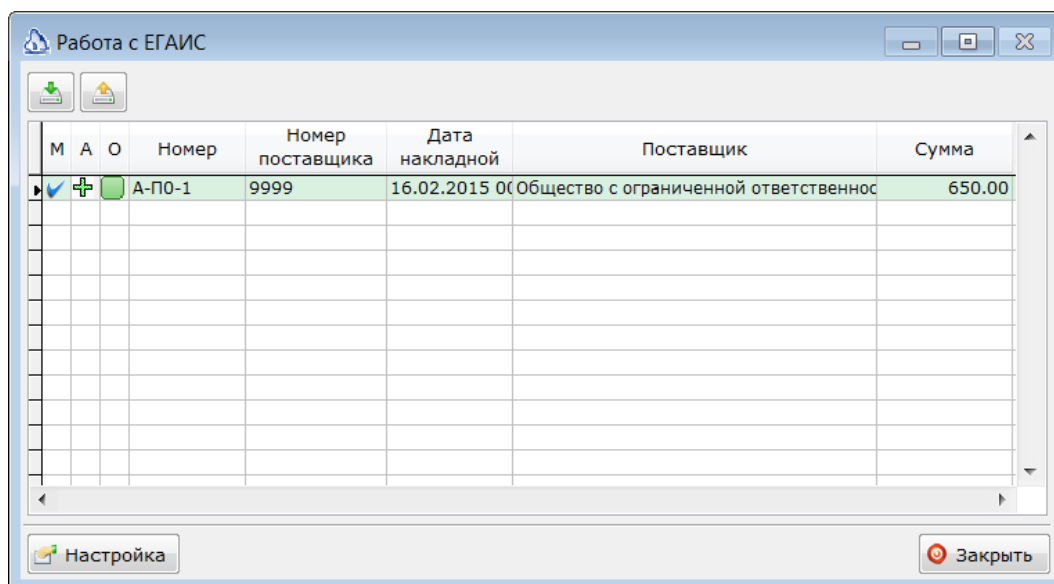 Работа с ЕГАИС
М А О Номер Номер поставщика Дата накладной Поставщик Сумма
А-П0-1 9999 16.02.2015 0 Общество с ограниченной ответственнос 650.00
Настройка Закрыть